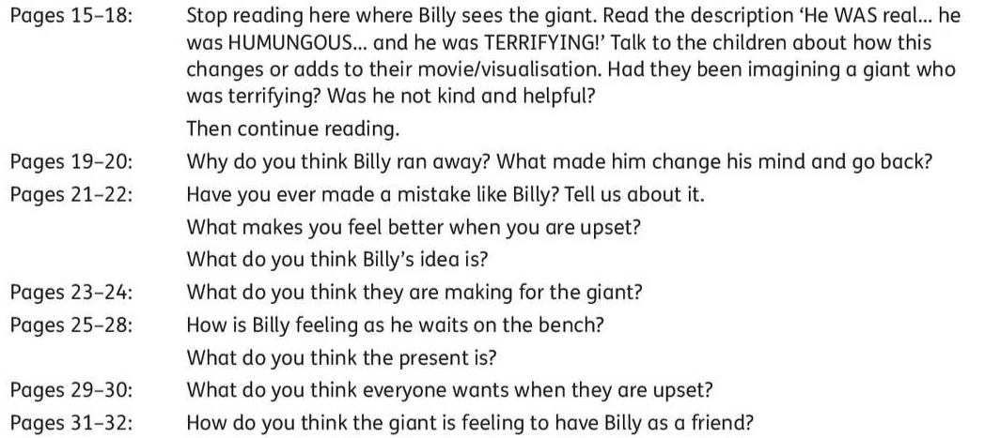 Pages 15–18: Stop reading here where Billy sees the giant. Read the description ‘He WAS real... he
was HUMUNGOUS... and he was TERRIFYING!’ Talk to the children about how this
changes or adds to their movie/visualisation. Had they been imagining a giant who
was terrifying? Was he not kind and helpful?
Then continue reading.
Pages 19–20: Why do you think Billy ran away? What made him change his mind and go back?
Pages 21–22: Have you ever made a mistake like Billy? Tell us about it.
What makes you feel better when you are upset?
What do you think Billy’s idea is?
Pages 23–24: What do you think they are making for the giant?
Pages 25–28: How is Billy feeling as he waits on the bench?
What do you think the present is?
Pages 29–30: What do you think everyone wants when they are upset?
Pages 31–32: How do you think the giant is feeling to have Billy as a friend?